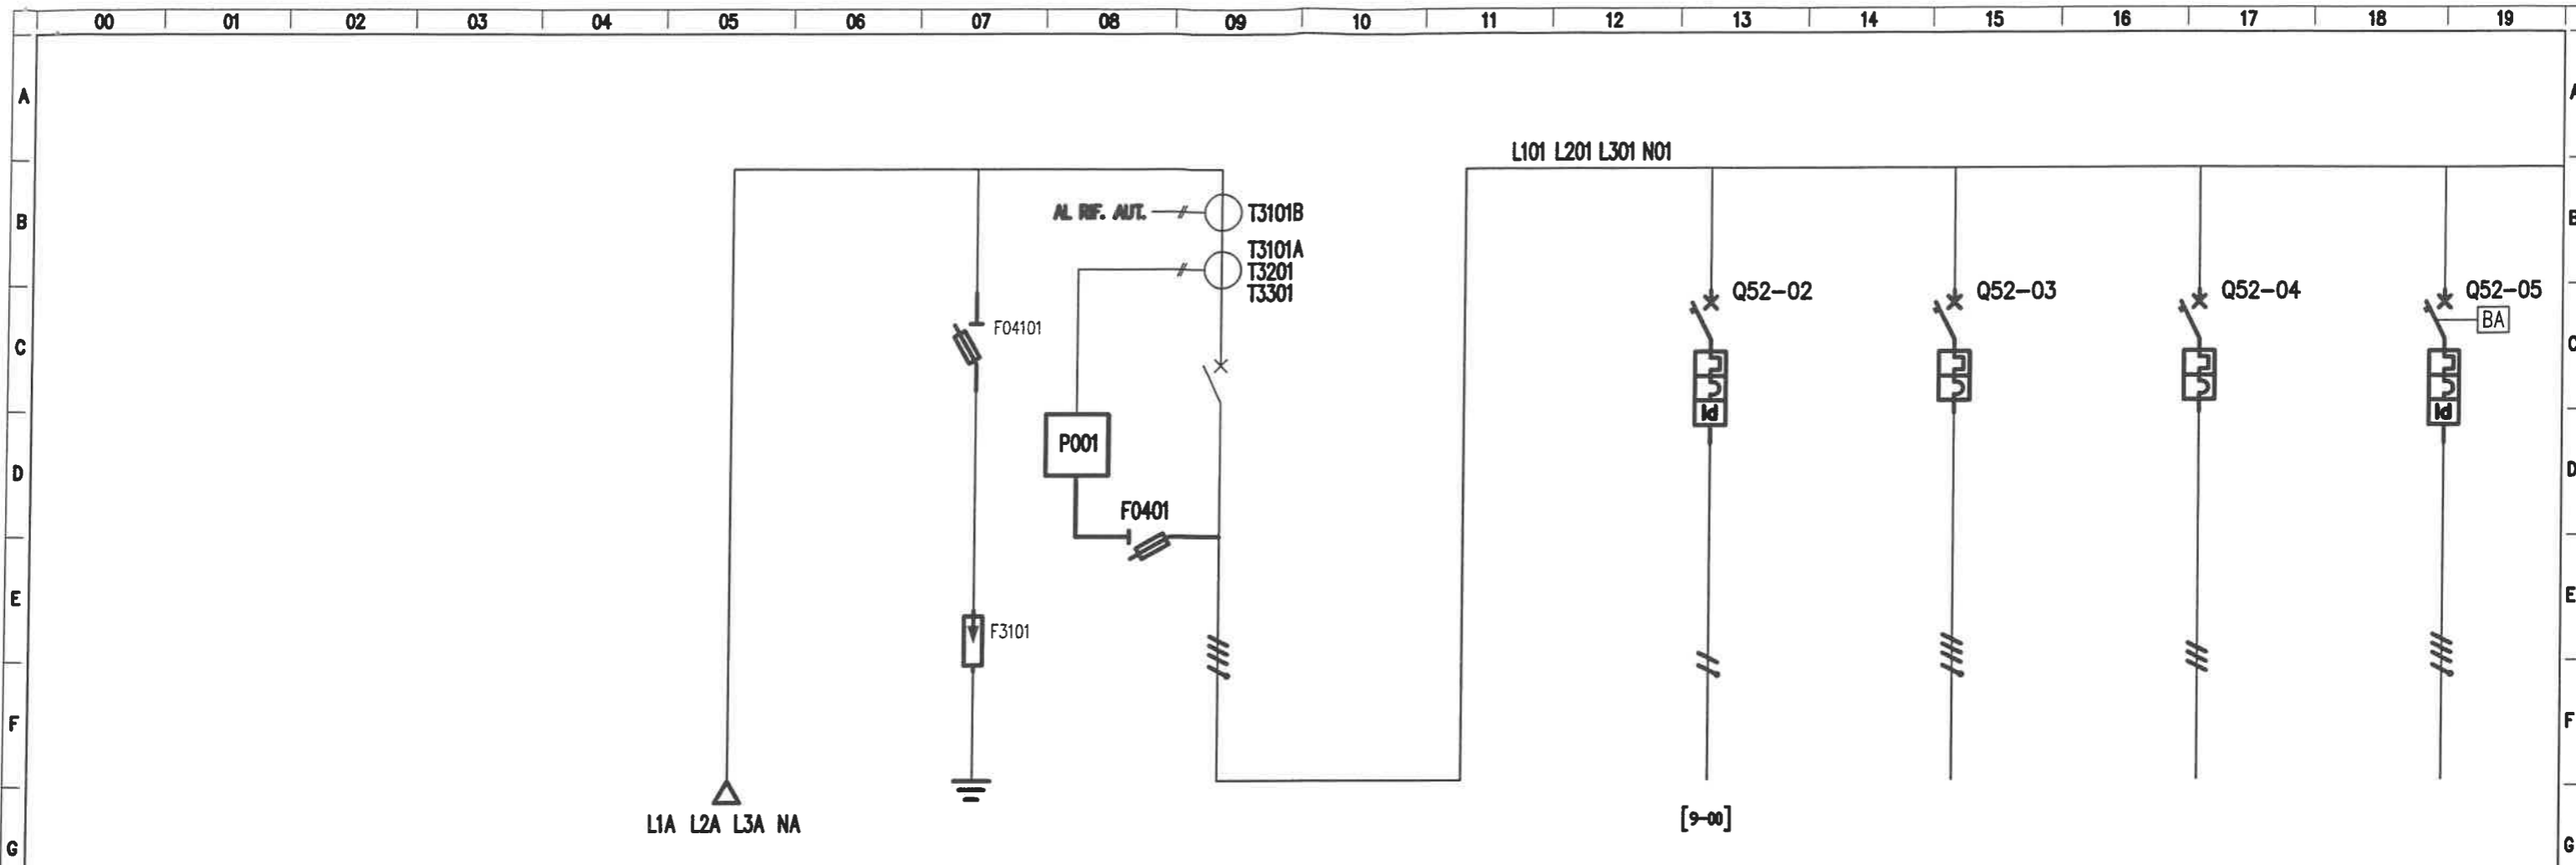 00 01 02 03 04 05 06 07 08 09 10 11 12 13 14 15 16 17 18 19
A A
L101 L201 L301 N01
B B
AL RIF. AUT.
T3101B
T3101A
T3201
T3301
Q52-02 Q52-03 Q52-04 Q52-05
BA
C C
F04101
Id Id
P001
D D
F0401
E E
F3101
F F
L1A L2A L3A NA
[9-00]
G G